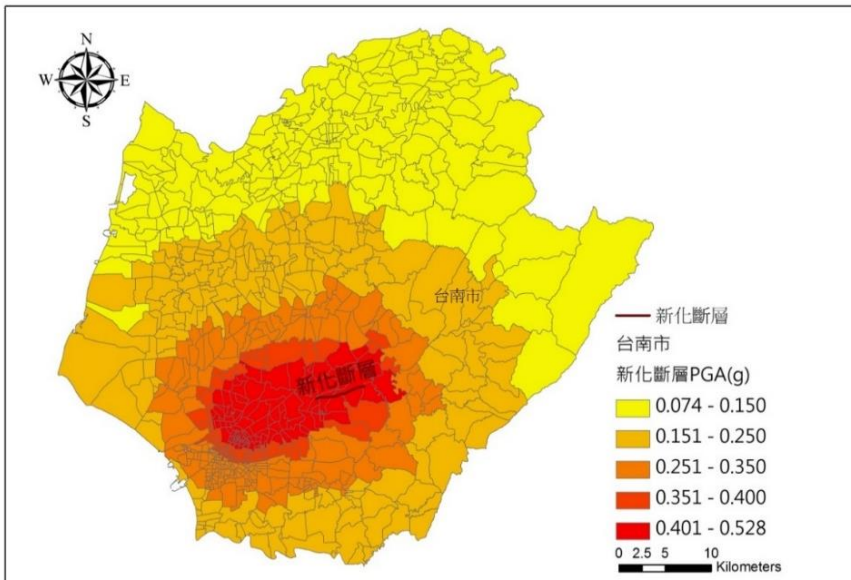 N
W E
S
台南市
新化斷層
新化斷層
台南市
新化斷層PGA(g)
0.074 - 0.150
0.151 - 0.250
0.251 - 0.350
0.351 - 0.400
0.401 - 0.528
0 2.5 5 10
Kilometers